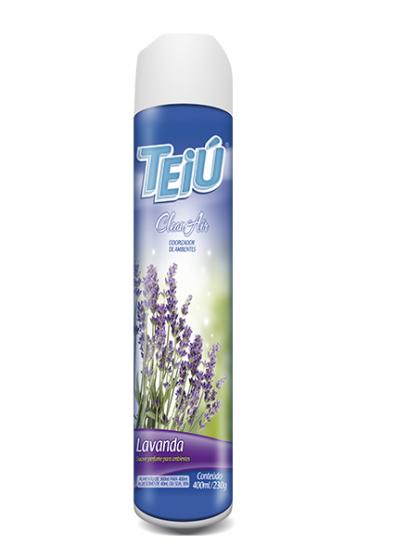 TEIÚ
Clean Air
ODORIZADOR
DE AMBIENTES
Lavanda
Suave perfume para ambientes
Conteúdo
400ml/230g